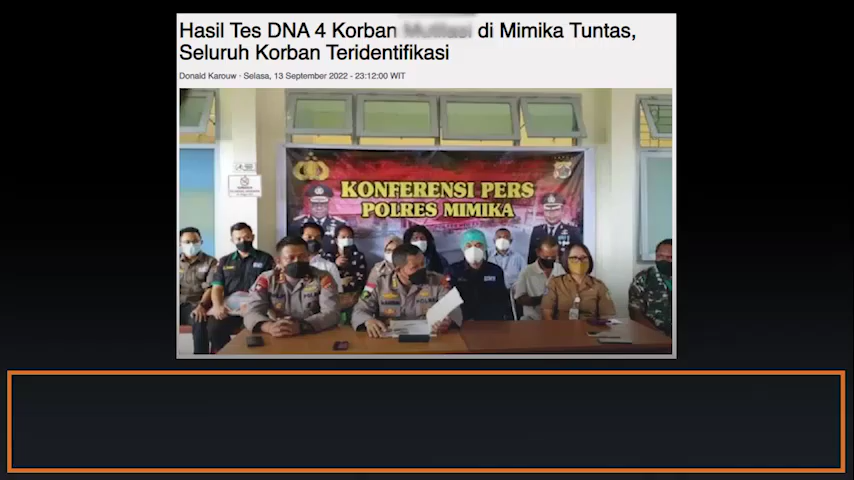 Hasil Tes DNA 4 Korban di Mimika Tuntas,
Seluruh Korban Teridentifikasi
Donald Karouw - Selasa, 13 September 2022 - 23:12:00 WIT
KONFERENSI PERS
POLRES MIMIKA